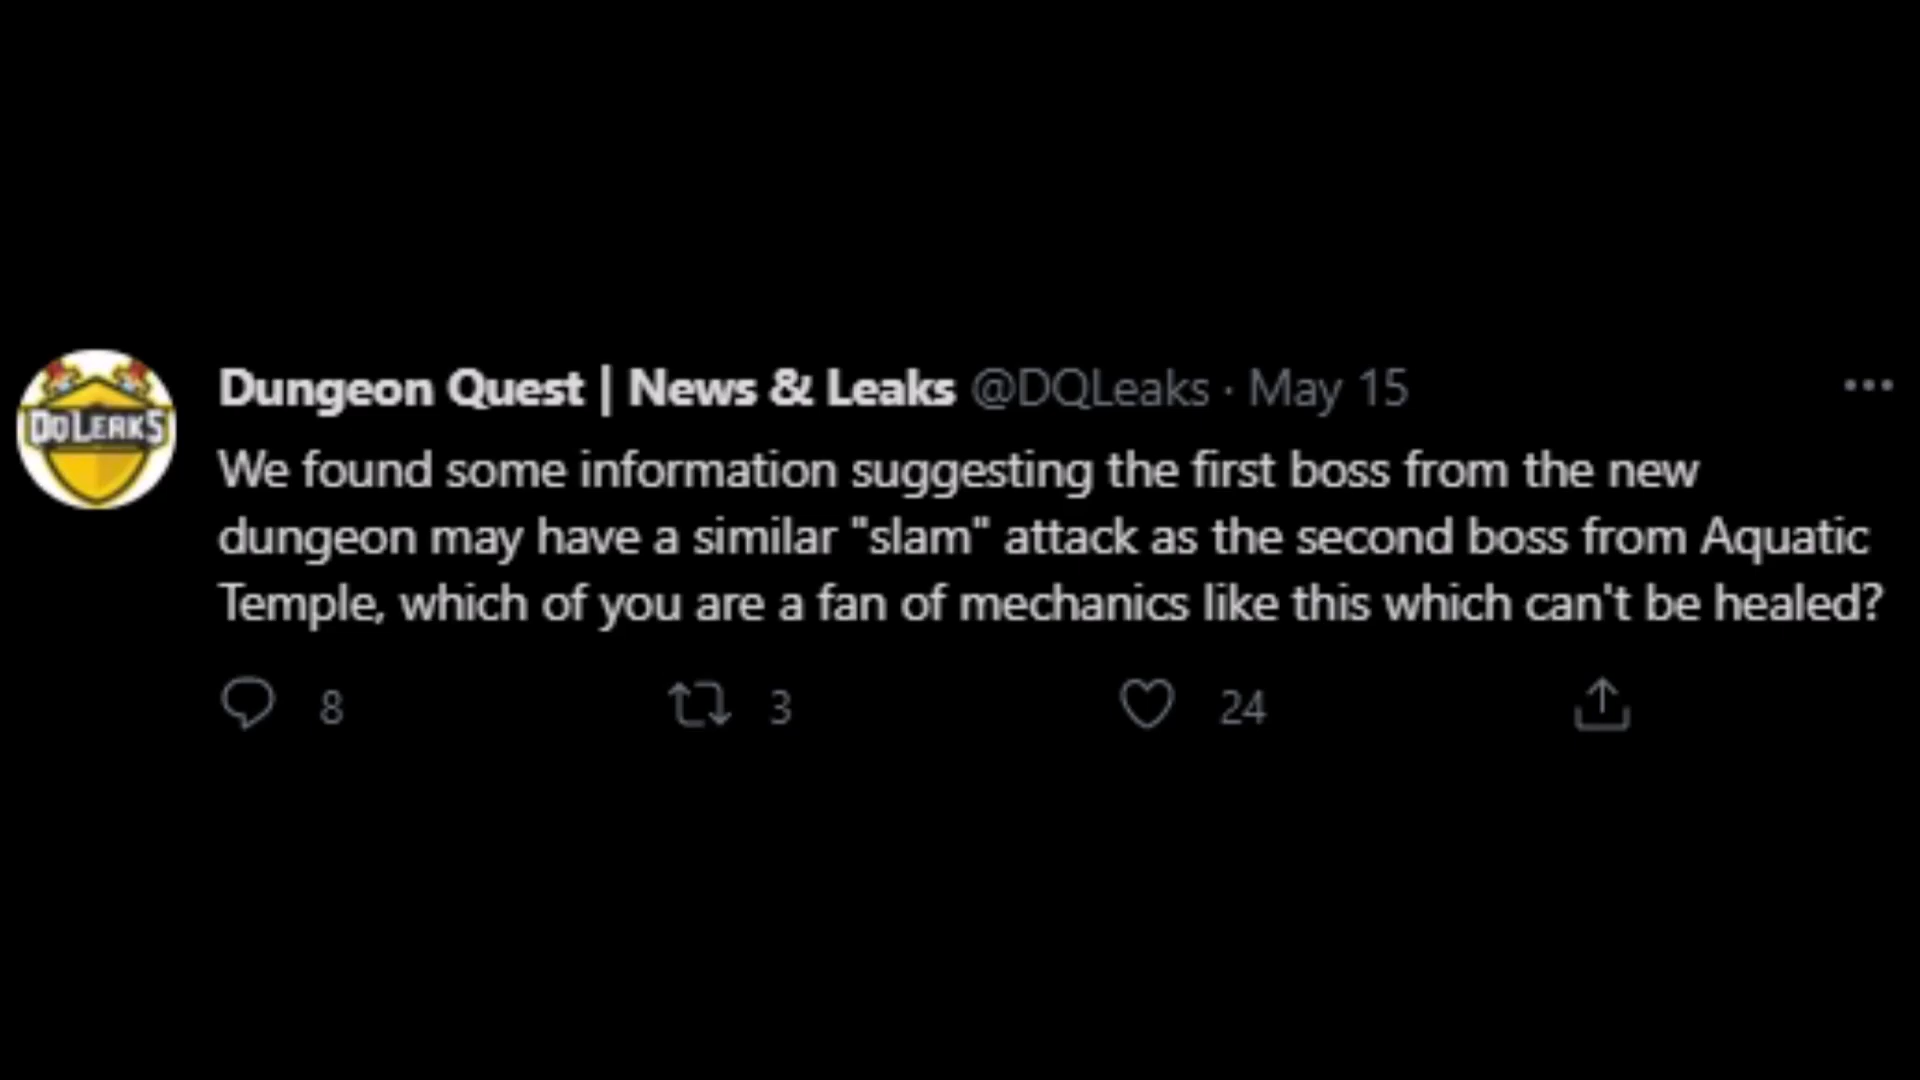 DQLEAKS
Dungeon Quest | News & Leaks @DQLeaks · May 15
We found some information suggesting the first boss from the new
dungeon may have a similar "slam" attack as the second boss from Aquatic
Temple, which of you are a fan of mechanics like this which can't be healed?
8 3 24